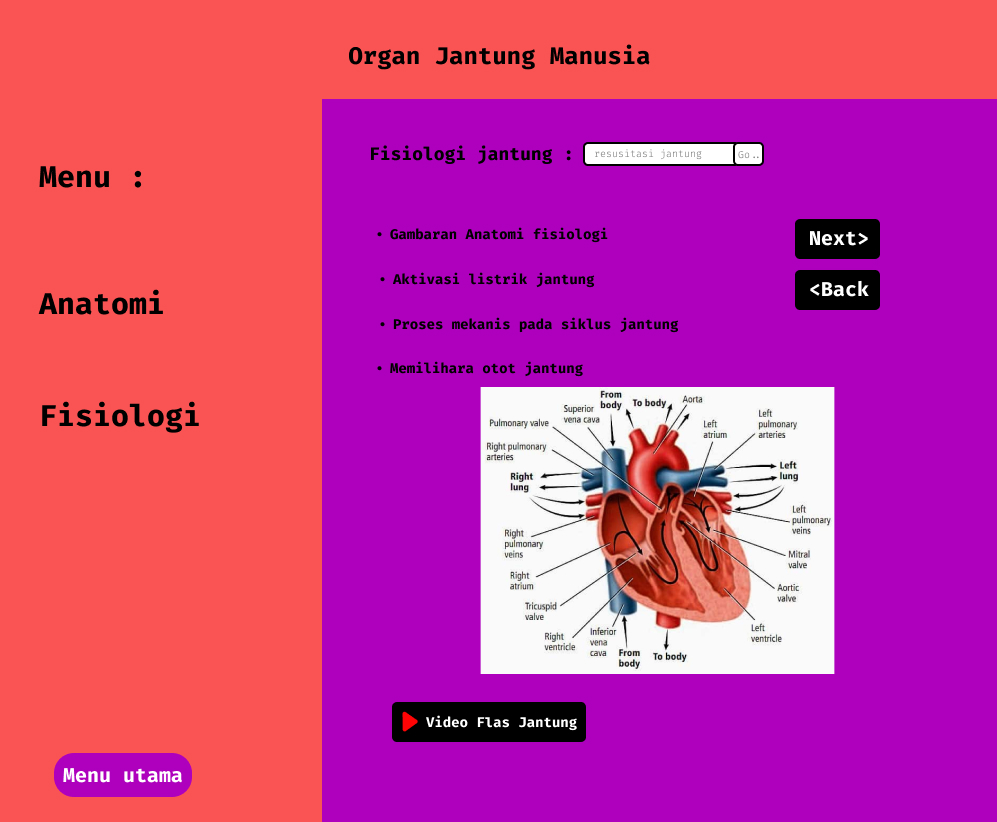 Organ Jantung Manusia
Menu :
Anatomi
Fisiologi
Menu utama
Fisiologi jantung :
resusitasi jantung
Go..
• Gambaran Anatomi fisiologi
• Aktivasi listrik jantung
• Proses mekanis pada siklus jantung
• Memilihara otot jantung
Next>
<Back
From
body
To body
Aorta
Superior
vena cava
Pulmonary valve
Right pulmonary
arteries
Right
lung
Right
pulmonary
veins
Right
atrium
Tricuspid
valve
Right
ventricle
Inferior
vena
cava
From
body
To body
Left
atrium
Left
pulmonary
arteries
Left
lung
Left
pulmonary
veins
Mitral
valve
Aortic
valve
Left
ventricle
Video Flas Jantung